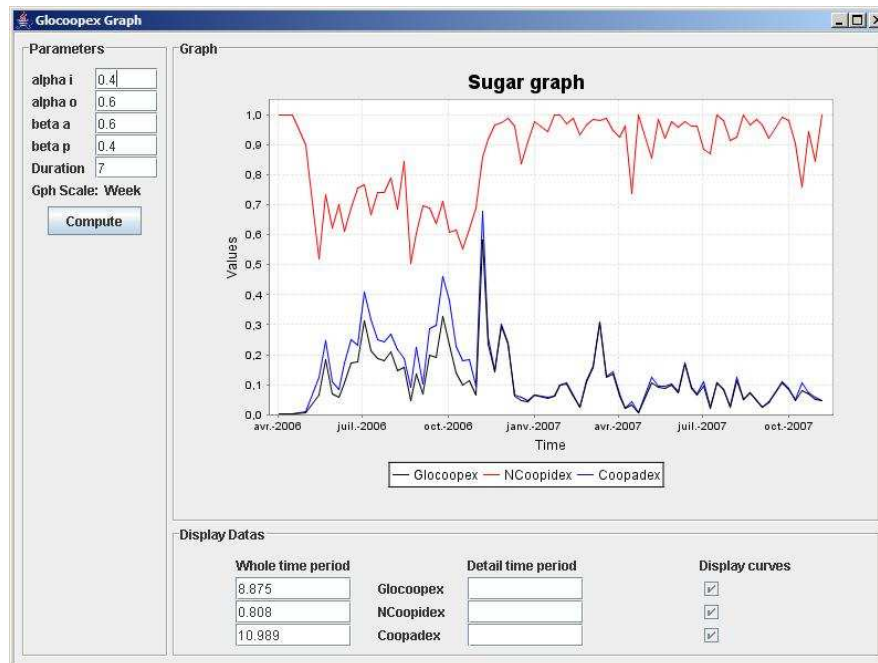 Glocoopex Graph
Parameters
alpha i 0.4
alpha o 0.6
beta a 0.6
beta p 0.4
Duration 7
Gph Scale: Week
Compute
Graph
Sugar graph
1,0
0,9
0,8
0,7
0,6
0,5
0,4
0,3
0,2
0,1
0,0
Values
avr.-2006 juil.-2006 oct.-2006 janv.-2007 avr.-2007 juil.-2007 oct.-2007
Time
Glocoopex NCoopidex Coopadex
Display Datas
Whole time period Detail time period Display curves
8.875 Glocoopex
0.808 NCoopidex
10.989 Coopadex